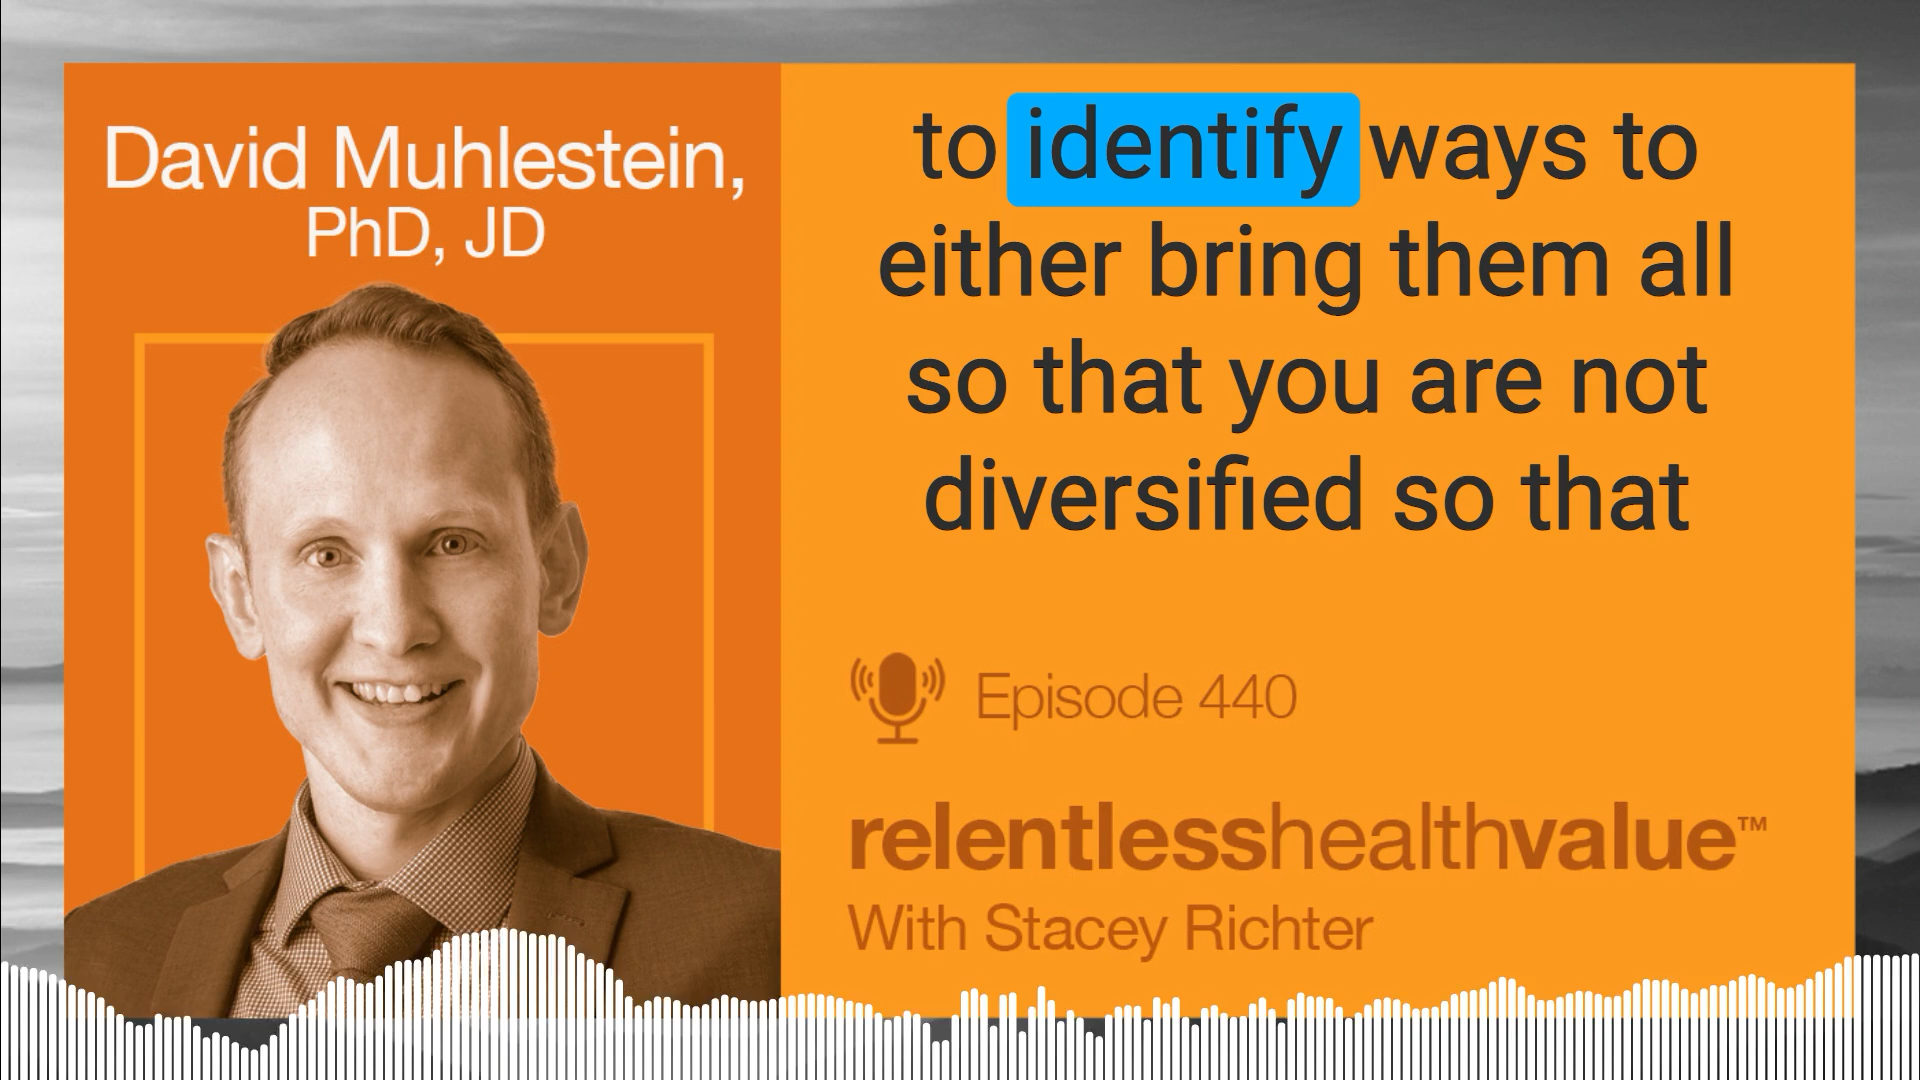 David Muhlestein,
PhD, JD
to identify ways to
either bring them all
so that you are not
diversified so that
Episode 440
relentlesshealthvalue™
With Stacey Richter